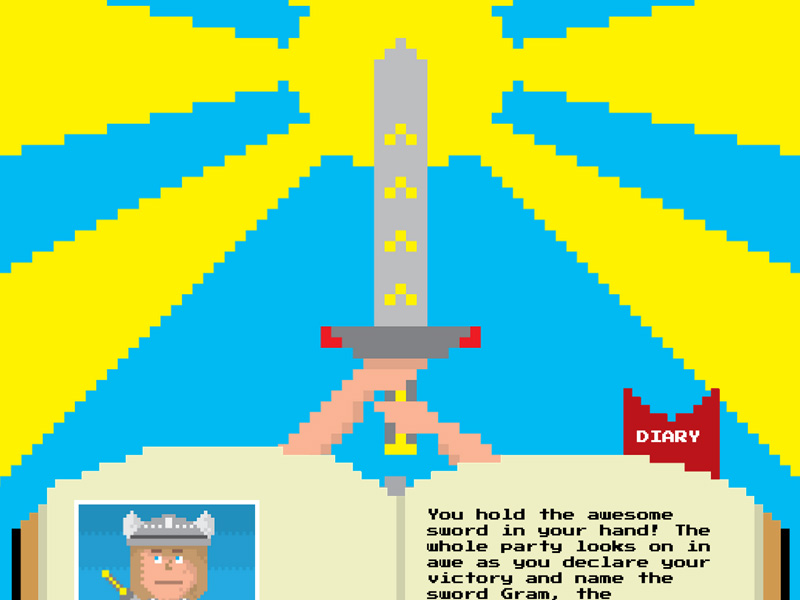 DIARY
You hold the awesome
sword in your hand! The
whole party looks on in
awe as you declare your
victory and name the
sword Gram, the